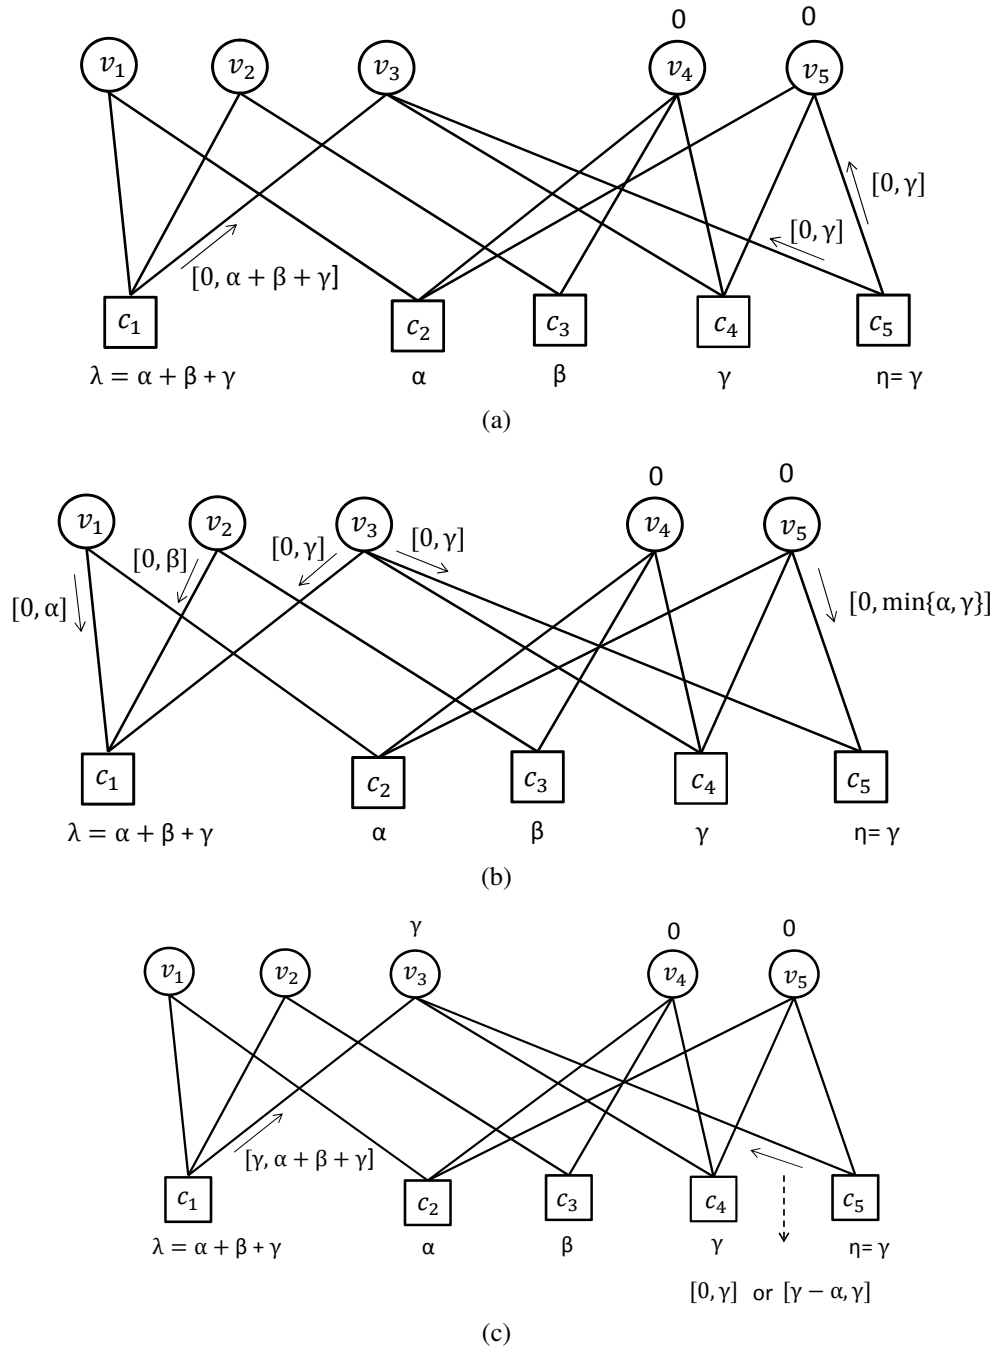 0 0
v₁ v₂ v₃ v₄ v₅
[0, γ]
[0, γ]
[0, α + β + γ]
c₁ c₂ c₃ c₄ c₅
λ = α + β + γ α β γ η= γ
(a)
0 0
v₁ v₂ v₃ v₄ v₅
[0, β] [0, γ] [0, γ]
[0, α] [0, min{α, γ}]
c₁ c₂ c₃ c₄ c₅
λ = α + β + γ α β γ η= γ
(b)
γ 0 0
v₁ v₂ v₃ v₄ v₅
[γ, α + β + γ]
c₁ c₂ c₃ c₄ c₅
λ = α + β + γ α β γ η= γ
[0, γ] or [γ − α, γ]
(c)